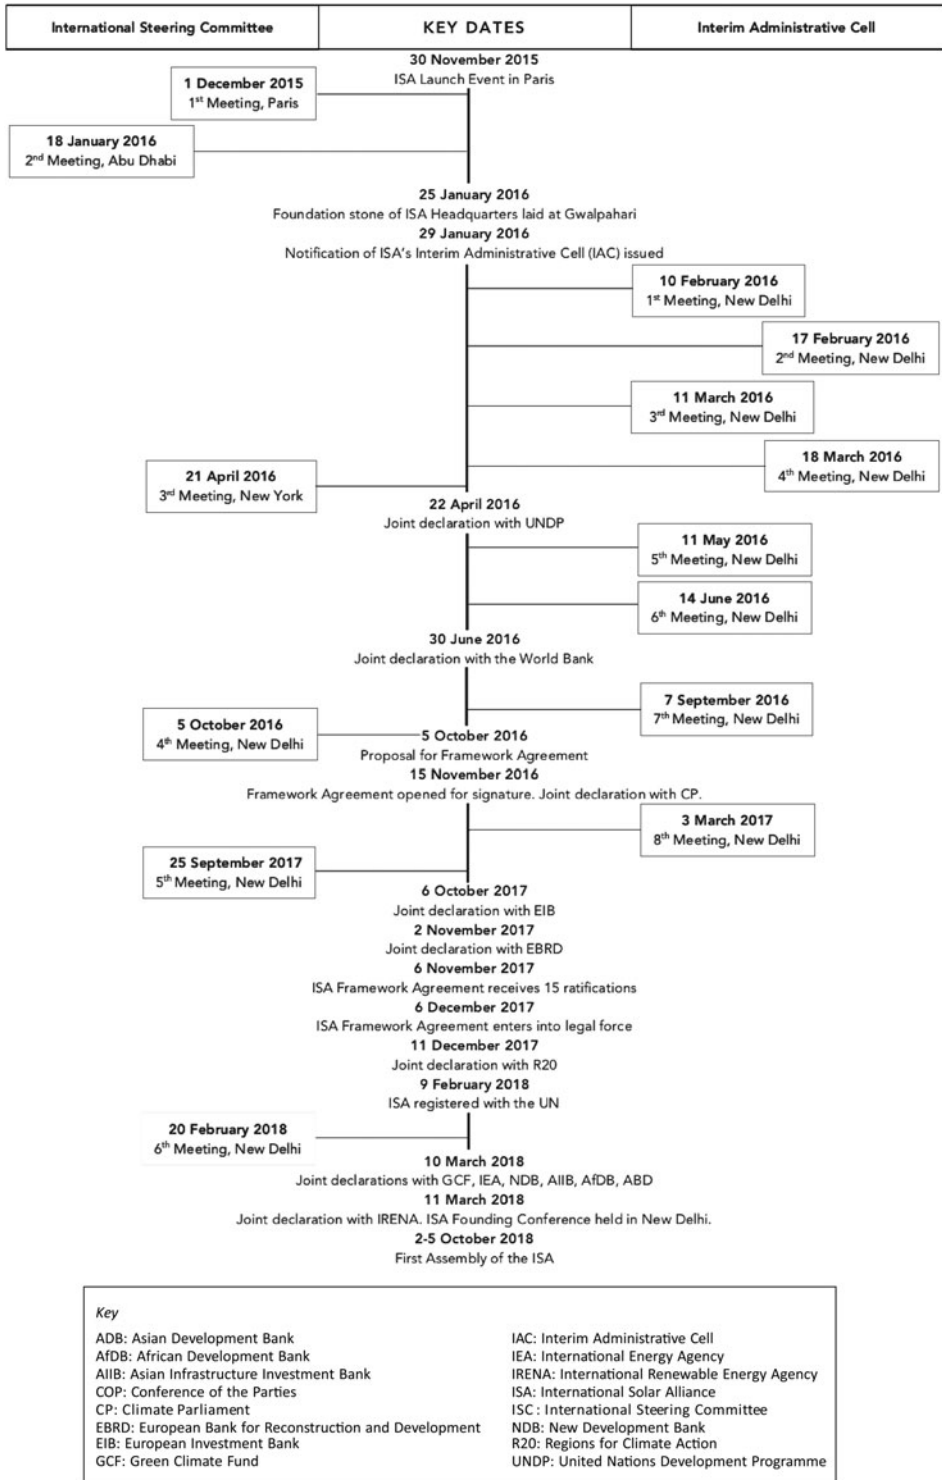 International Steering Committee
KEY DATES
Interim Administrative Cell
30 November 2015
ISA Launch Event in Paris
1 December 2015
1st Meeting, Paris
18 January 2016
2nd Meeting, Abu Dhabi
25 January 2016
Foundation stone of ISA Headquarters laid at Gwalpahari
29 January 2016
Notification of ISA's Interim Administrative Cell (IAC) issued
10 February 2016
1st Meeting, New Delhi
17 February 2016
2nd Meeting, New Delhi
11 March 2016
3rd Meeting, New Delhi
18 March 2016
4th Meeting, New Delhi
21 April 2016
3rd Meeting, New York
22 April 2016
Joint declaration with UNDP
11 May 2016
5th Meeting, New Delhi
14 June 2016
6th Meeting, New Delhi
30 June 2016
Joint declaration with the World Bank
7 September 2016
7th Meeting, New Delhi
5 October 2016
4th Meeting, New Delhi
5 October 2016
Proposal for Framework Agreement
15 November 2016
Framework Agreement opened for signature. Joint declaration with CP.
3 March 2017
8th Meeting, New Delhi
25 September 2017
5th Meeting, New Delhi
6 October 2017
Joint declaration with EIB
2 November 2017
Joint declaration with EBRD
6 November 2017
ISA Framework Agreement receives 15 ratifications
6 December 2017
ISA Framework Agreement enters into legal force
11 December 2017
Joint declaration with R20
9 February 2018
ISA registered with the UN
20 February 2018
6th Meeting, New Delhi
10 March 2018
Joint declarations with GCF, IEA, NDB, AIIB, AfDB, ABD
11 March 2018
Joint declaration with IRENA. ISA Founding Conference held in New Delhi.
2-5 October 2018
First Assembly of the ISA
Key
ADB: Asian Development Bank
AfDB: African Development Bank
AIIB: Asian Infrastructure Investment Bank
COP: Conference of the Parties
CP: Climate Parliament
EBRD: European Bank for Reconstruction and Development
EIB: European Investment Bank
GCF: Green Climate Fund
IAC: Interim Administrative Cell
IEA: International Energy Agency
IRENA: International Renewable Energy Agency
ISA: International Solar Alliance
ISC : International Steering Committee
NDB: New Development Bank
R20: Regions for Climate Action
UNDP: United Nations Development Programme